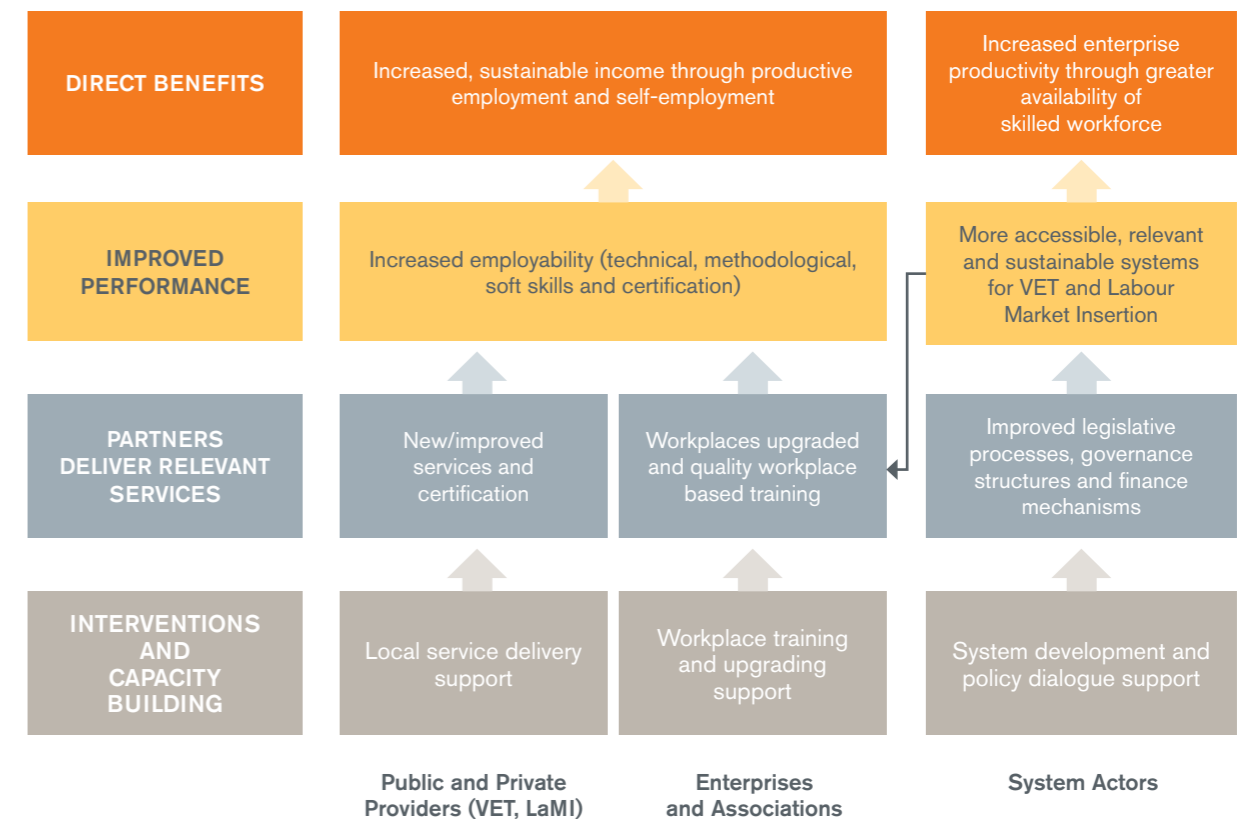 DIRECT BENEFITS
Increased, sustainable income through productive
employment and self-employment
Increased enterprise
productivity through greater
availability of
skilled workforce
IMPROVED
PERFORMANCE
Increased employability (technical, methodological,
soft skills and certification)
More accessible, relevant
and sustainable systems
for VET and Labour
Market Insertion
PARTNERS
DELIVER RELEVANT
SERVICES
New/improved
services and
certification
Workplaces upgraded
and quality workplace
based training
Improved legislative
processes, governance
structures and finance
mechanisms
INTERVENTIONS
AND
CAPACITY
BUILDING
Local service delivery
support
Workplace training
and upgrading
support
System development and
policy dialogue support
Public and Private
Providers (VET, LaMI)
Enterprises
and Associations
System Actors